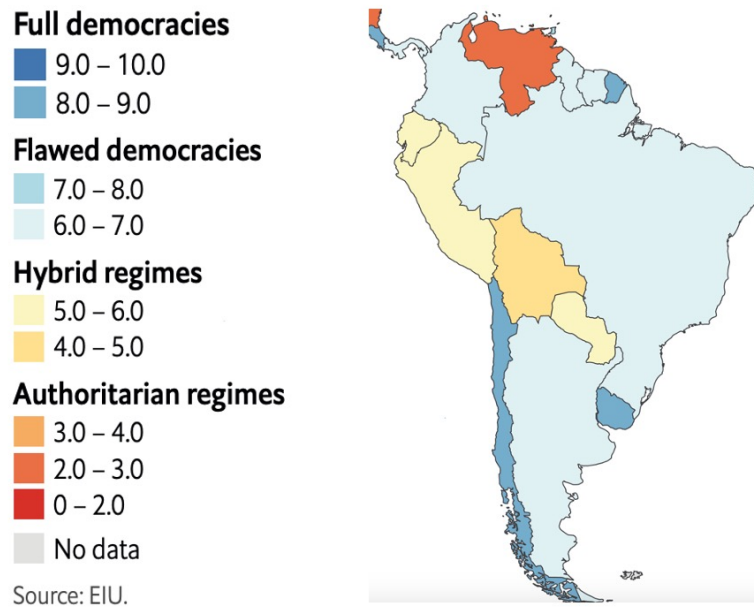 Full democracies
9.0 – 10.0
8.0 – 9.0
Flawed democracies
7.0 – 8.0
6.0 – 7.0
Hybrid regimes
5.0 – 6.0
4.0 – 5.0
Authoritarian regimes
3.0 – 4.0
2.0 – 3.0
0 – 2.0
No data
Source: EIU.